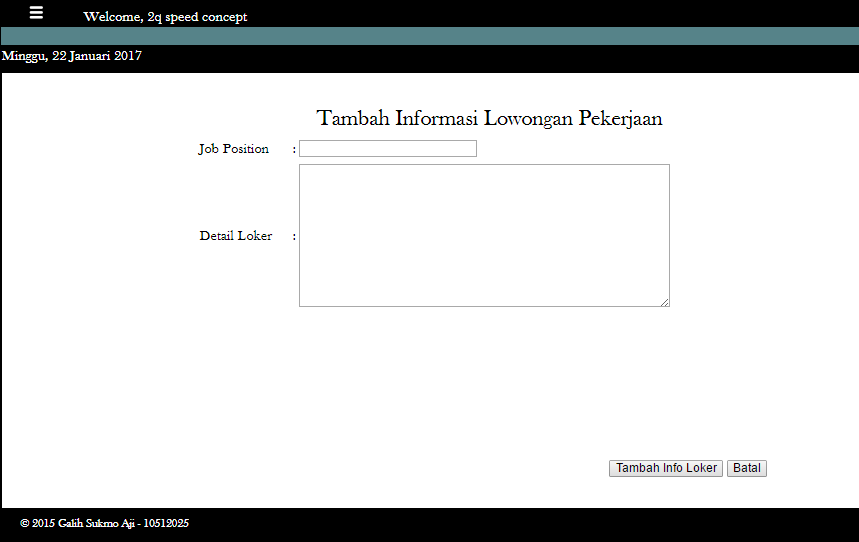 Welcome, 2q speed concept
Minggu, 22 Januari 2017
Tambah Informasi Lowongan Pekerjaan
Job Position :
Detail Loker :
Tambah Info Loker Batal
© 2015 Galih Sukmo Aji - 10512025